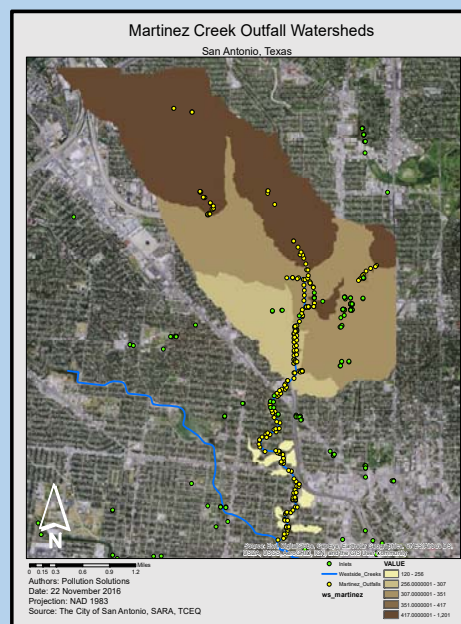 Martinez Creek Outfall Watersheds
San Antonio, Texas
N
0 0.15 0.3 0.6 0.9 1.2
Miles
Authors: Pollution Solutions
Date: 22 November 2016
Projection: NAD 1983
Source: The City of San Antonio, SARA, TCEQ
Inlets
Westside_Creeks
Martinez_Outfalls
ws_martinez
VALUE
120 - 256
256.0000001 - 307
307.0000001 - 351
351.0000001 - 417
417.0000001 - 1,201